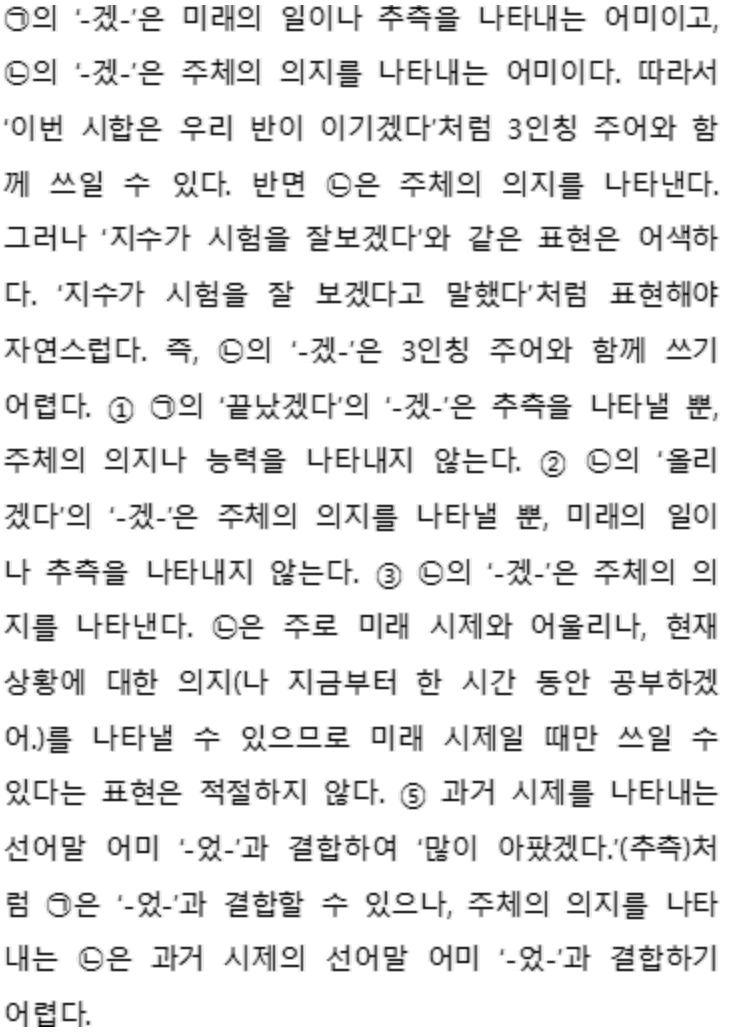 ㉠의 ‘-겠-’은 미래의 일이나 추측을 나타내는 어미이고,
㉡의 ‘-겠-’은 주체의 의지를 나타내는 어미이다. 따라서
‘이번 시합은 우리 반이 이기겠다’처럼 3인칭 주어와 함
께 쓰일 수 있다. 반면 ㉡은 주체의 의지를 나타낸다.
그러나 ‘지수가 시험을 잘보겠다’와 같은 표현은 어색하
다. ‘지수가 시험을 잘 보겠다고 말했다’처럼 표현해야
자연스럽다. 즉, ㉡의 ‘-겠-’은 3인칭 주어와 함께 쓰기
어렵다. ① ㉠의 ‘끝났겠다’의 ‘-겠-’은 추측을 나타낼 뿐,
주체의 의지나 능력을 나타내지 않는다. ② ㉡의 ‘올리
겠다’의 ‘-겠-’은 주체의 의지를 나타낼 뿐, 미래의 일이
나 추측을 나타내지 않는다. ③ ㉡의 ‘-겠-’은 주체의 의
지를 나타낸다. ㉡은 주로 미래 시제와 어울리나, 현재
상황에 대한 의지(나 지금부터 한 시간 동안 공부하겠
어.)를 나타낼 수 있으므로 미래 시제일 때만 쓰일 수
있다는 표현은 적절하지 않다. ⑤ 과거 시제를 나타내는
선어말 어미 ‘-었-’과 결합하여 ‘많이 아팠겠다.’(추측)처
럼 ㉠은 ‘-었-’과 결합할 수 있으나, 주체의 의지를 나타
내는 ㉡은 과거 시제의 선어말 어미 ‘-었-’과 결합하기
어렵다.